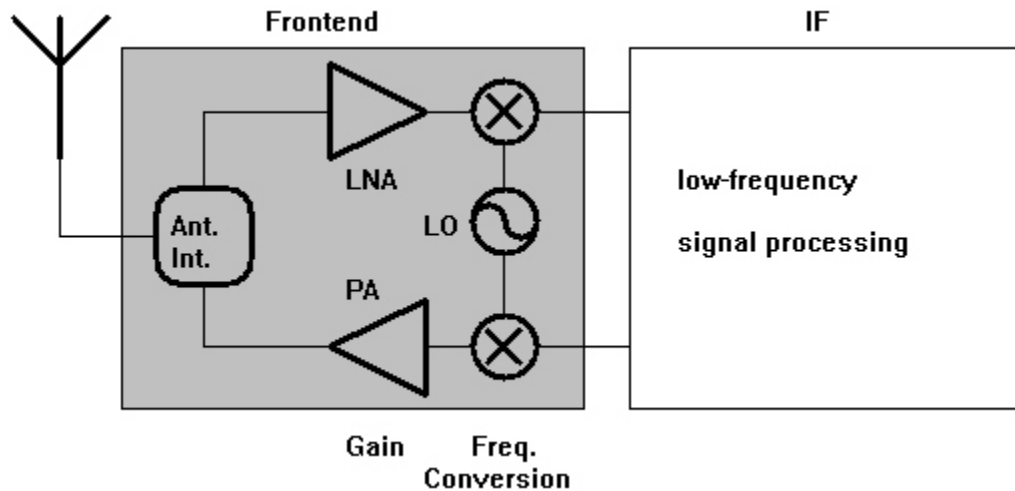 Frontend
IF
LNA
low-frequency
LO
signal processing
Ant.
Int.
PA
Gain
Freq.
Conversion